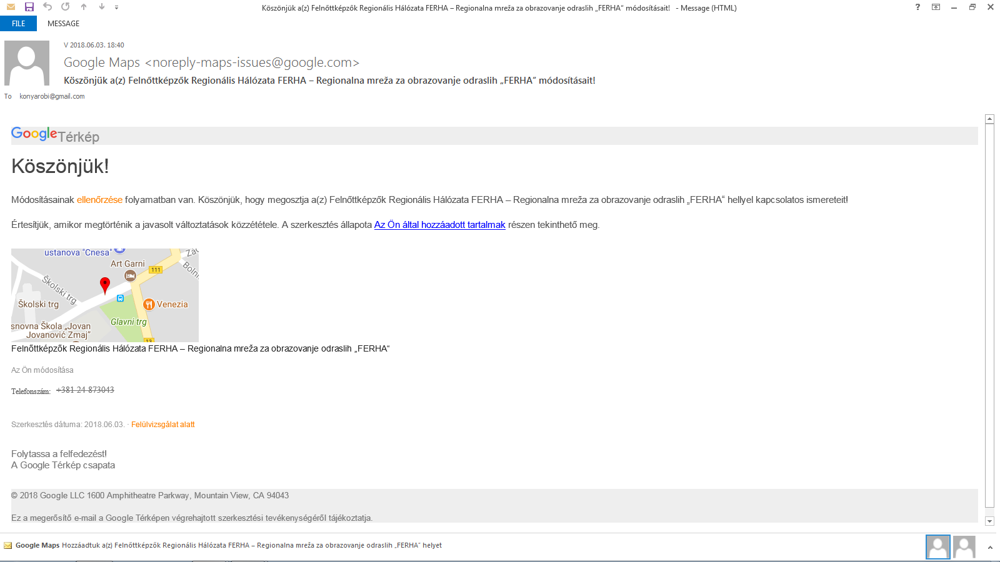 Köszönjük a(z) Felnőttképzők Regionális Hálózata FERHA – Regionalna mreža za obrazovanje odraslih „FERHA“ módosításait! - Message (HTML)
FILE MESSAGE
V 2018.06.03. 18:40
Google Maps <noreply-maps-issues@google.com>
Köszönjük a(z) Felnőttképzők Regionális Hálózata FERHA – Regionalna mreža za obrazovanje odraslih „FERHA“ módosításait!
To konyarobi@gmail.com
Google Térkép
Köszönjük!
Módosításainak ellenőrzése folyamatban van. Köszönjük, hogy megosztja a(z) Felnőttképzők Regionális Hálózata FERHA – Regionalna mreža za obrazovanje odraslih „FERHA“ hellyel kapcsolatos ismereteit!
Értesítjük, amikor megtörténik a javasolt változtatások közzététele. A szerkesztés állapota Az Ön által hozzáadott tartalmak részen tekinthető meg.
ustanova "Cnesa"
Art Garni
111
Bolni
Školski trg
Školski trg
Venezia
Glavni trg
snovna Škola „Jovan
Jovanović Zmaj”
13
Felnőttképzők Regionális Hálózata FERHA – Regionalna mreža za obrazovanje odraslih „FERHA“
Az Ön módosítása
Telefonszám: +381 24 873043
Szerkesztés dátuma: 2018.06.03. · Felülvizsgálat alatt
Folytassa a felfedezést!
A Google Térkép csapata
© 2018 Google LLC 1600 Amphitheatre Parkway, Mountain View, CA 94043
Ez a megerősítő e-mail a Google Térképen végrehajtott szerkesztési tevékenységéről tájékoztatja.
Google Maps Hozzáadtuk a(z) Felnőttképzők Regionális Hálózata FERHA – Regionalna mreža za obrazovanje odraslih „FERHA“ helyet